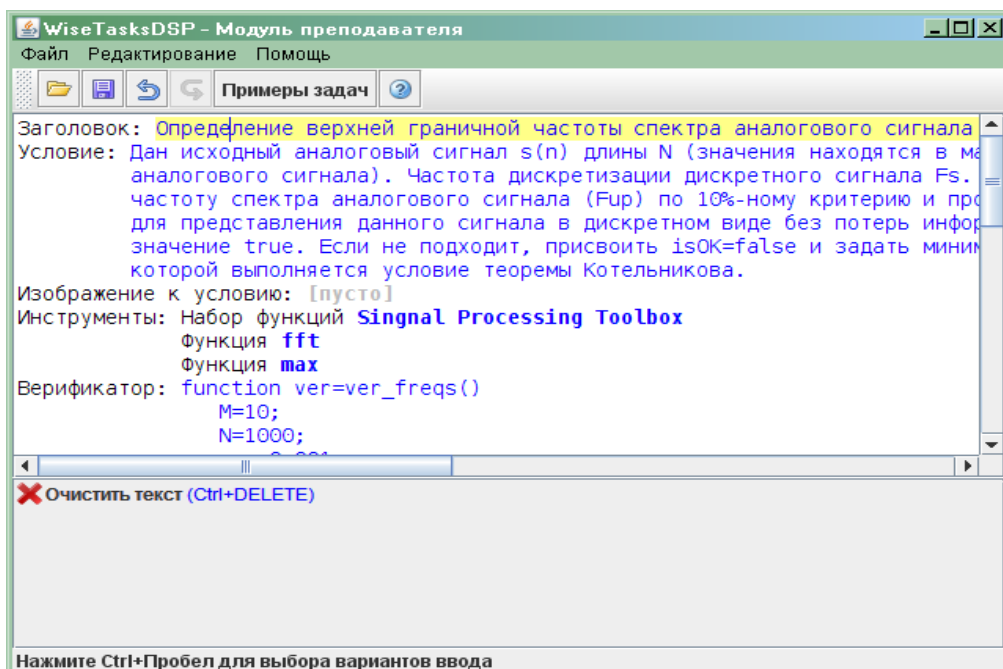 WiseTasksDSP - Модуль преподавателя
Файл Редактирование Помощь
Примеры задач
Заголовок: Определение верхней граничной частоты спектра аналогового сигнала
Условие: Дан исходный аналоговый сигнал s(n) длины N (значения находятся в
аналогового сигнала). Частота дискретизации дискретного сигнала Fs.
частоту спектра аналогового сигнала (Fup) по 10%-ному критерию и
для представления данного сигнала в дискретном виде без потерь
значение true. Если не подходит, присвоить isOK=false и задать
которой выполняется условие теоремы Котельникова.
Изображение к условию: [пусто]
Инструменты: Набор функций Singnal Processing Toolbox
Функция fft
Функция max
Верификатор: function ver=ver_freqs()
M=10;
N=1000;
Очистить текст (Ctrl+DELETE)
Нажмите Ctrl+Пробел для выбора вариантов ввода